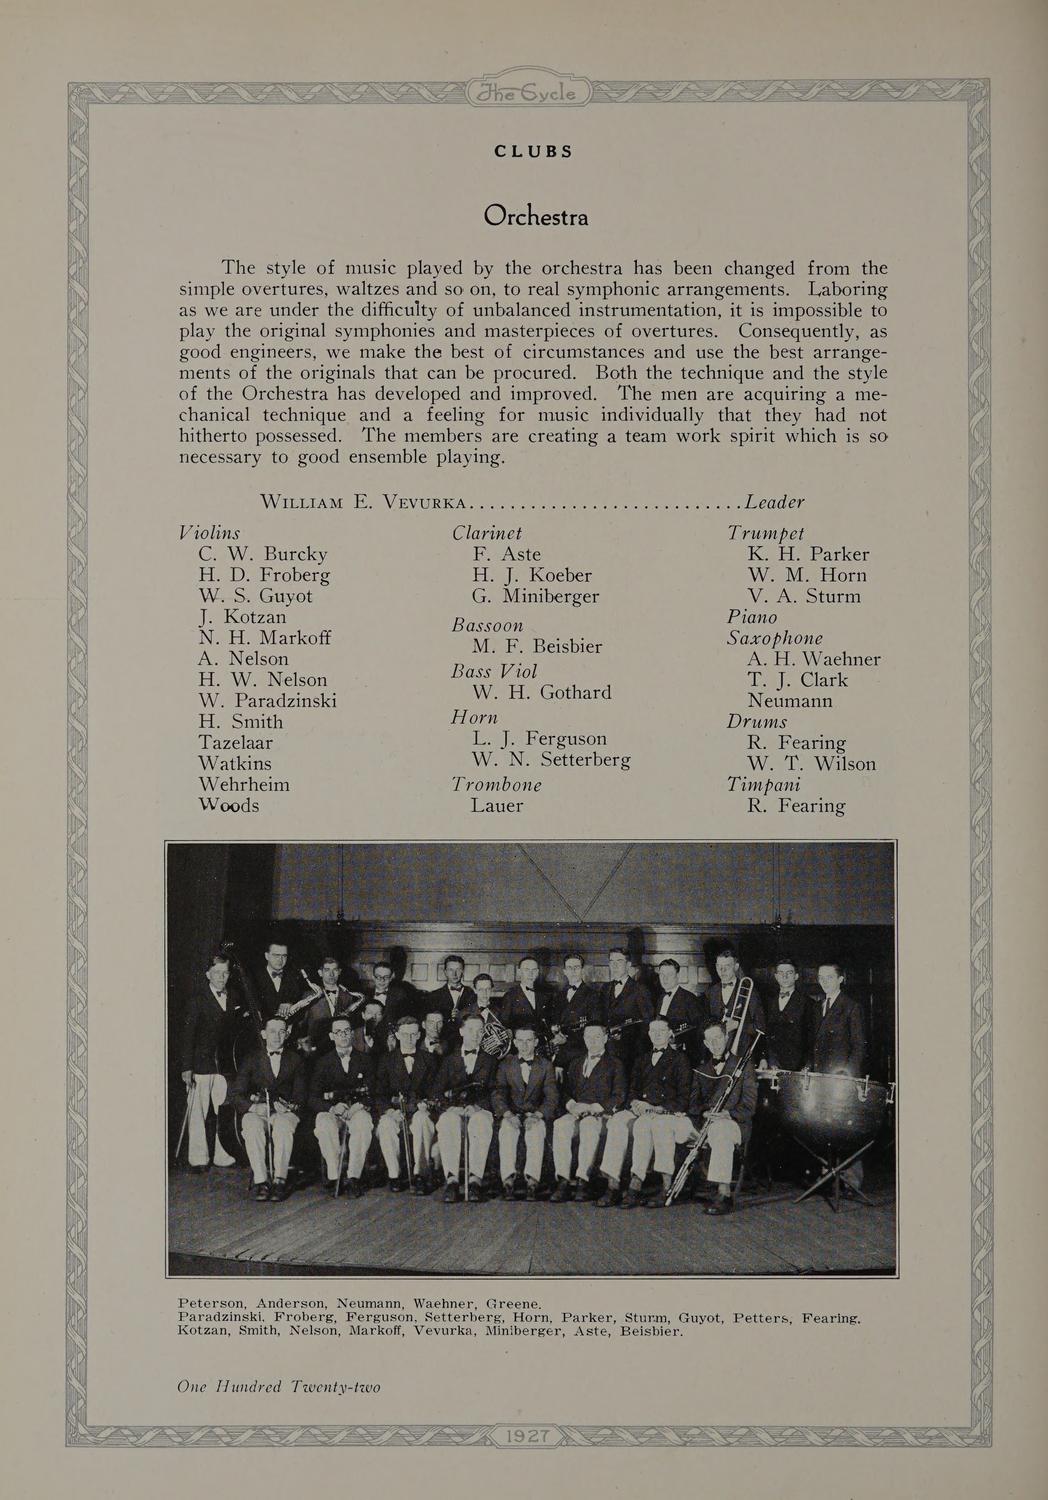 The Cycle
CLUBS
Orchestra
The style of music played by the orchestra has been changed from the
simple overtures, waltzes and so on, to real symphonic arrangements. Laboring
as we are under the difficulty of unbalanced instrumentation, it is impossible to
play the original symphonies and masterpieces of overtures. Consequently, as
good engineers, we make the best of circumstances and use the best arrange-
ments of the originals that can be procured. Both the technique and the style
of the Orchestra has developed and improved. The men are acquiring a me-
chanical technique and a feeling for music individually that they had not
hitherto possessed. The members are creating a team work spirit which is so
necessary to good ensemble playing.
WILLIAM E. VEVURKA.................................Leader
Violins
C. W. Burcky
H. D. Froberg
W. S. Guyot
J. Kotzan
N. H. Markoff
A. Nelson
H. W. Nelson
W. Paradzinski
H. Smith
Tazelaar
Watkins
Wehrheim
Woods
Clarinet
F. Aste
H. J. Koeber
G. Miniberger
Bassoon
M. F. Beisbier
Bass Viol
W. H. Gothard
Horn
L. J. Ferguson
W. N. Setterberg
Trombone
Lauer
Trumpet
K. H. Parker
W. M. Horn
V. A. Sturm
Piano
Saxophone
A. H. Waehner
T. J. Clark
Neumann
Drums
R. Fearing
W. T. Wilson
Timpani
R. Fearing
Peterson, Anderson, Neumann, Waehner, Greene.
Paradzinski, Froberg, Ferguson, Setterberg, Horn, Parker, Sturm, Guyot, Petters, Fearing.
Kotzan, Smith, Nelson, Markoff, Vevurka, Miniberger, Aste, Beisbier.
One Hundred Twenty-two
1927